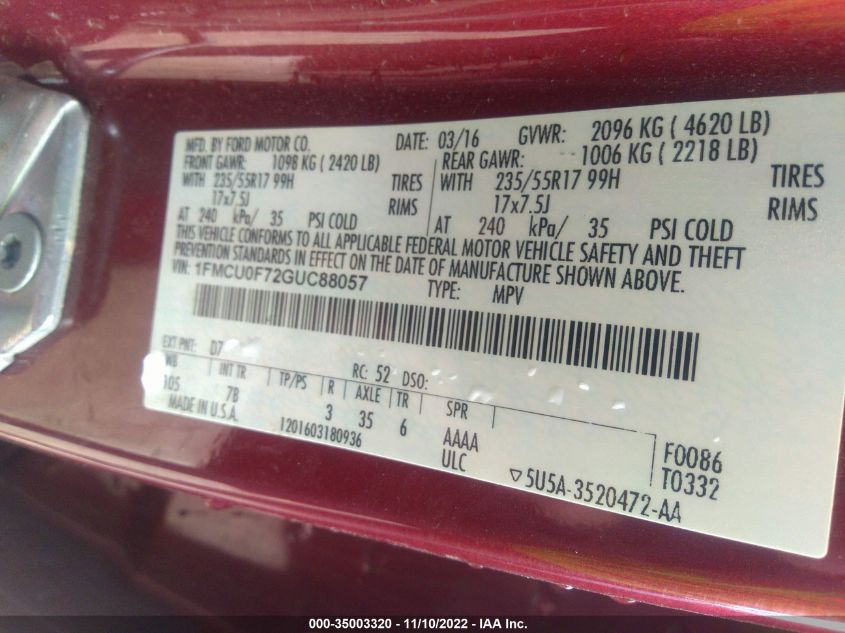 MFD. BY FORD MOTOR CO. DATE: 03/16 GVWR: 2096 KG ( 4620 LB)
FRONT GAWR: 1098 KG ( 2420 LB) REAR GAWR: 1006 KG ( 2218 LB)
WITH 235/55R17 99H TIRES WITH 235/55R17 99H TIRES
17x7.5J RIMS 17x7.5J RIMS
AT 240 kPa/ 35 PSI COLD AT 240 kPa/ 35 PSI COLD
THIS VEHICLE CONFORMS TO ALL APPLICABLE FEDERAL MOTOR VEHICLE SAFETY AND THEFT
PREVENTION STANDARDS IN EFFECT ON THE DATE OF MANUFACTURE SHOWN ABOVE.
VIN: 1FMCU0F72GUC88057 TYPE: MPV
EXT PNT: D7 RC: 52 DSO:
WB INT TR TP/PS R AXLE TR SPR
105 7B 3 35 6 AAAA F0086
MADE IN U.S.A. 1201603180936 ULC T0332
▽5U5A-3520472-AA
000-35003320 — 11/10/2022 — IAA Inc.